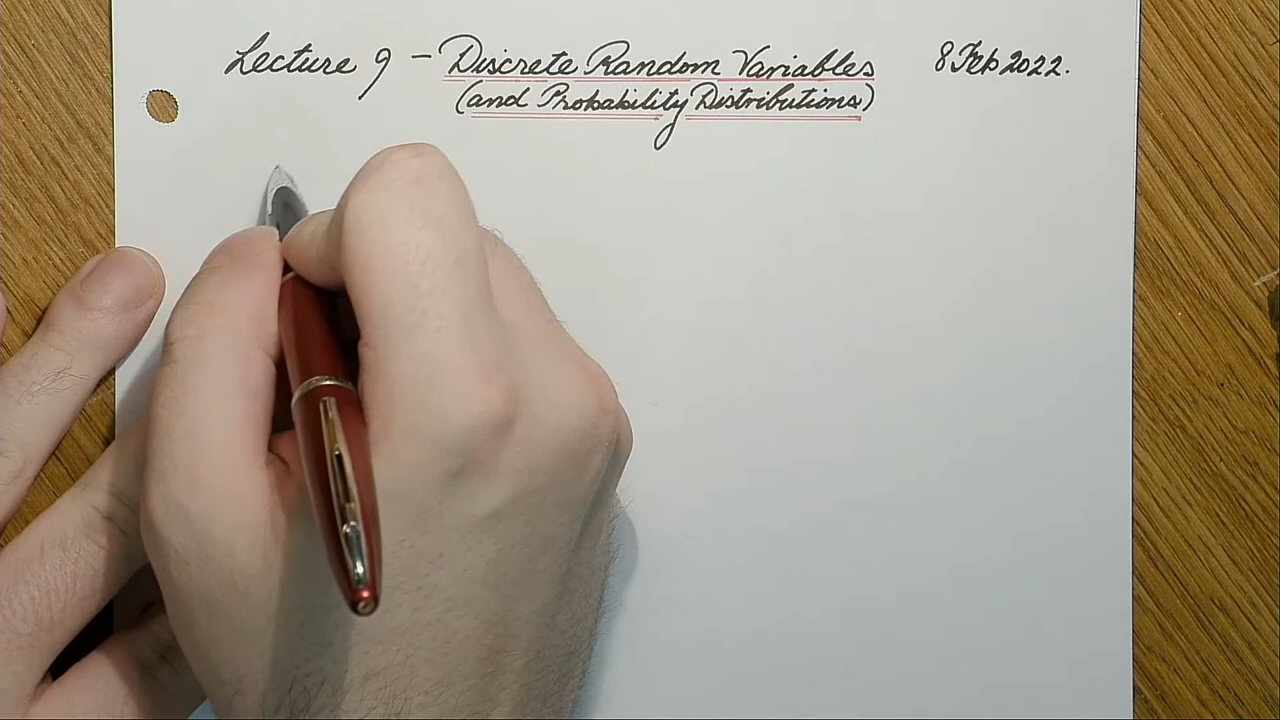 Lecture 9 - Discrete Random Variables 8 Feb 2022.
(and Probability Distributions)